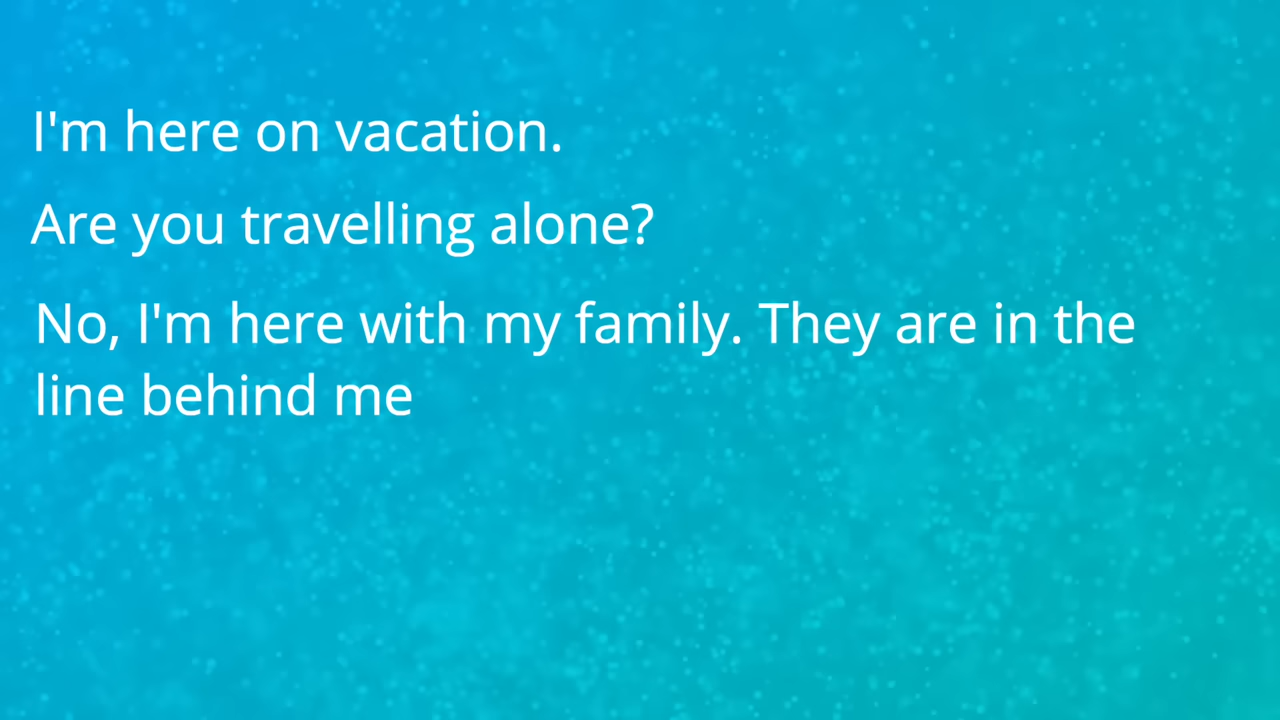 I'm here on vacation.
Are you travelling alone?
No, I'm here with my family. They are in the
line behind me